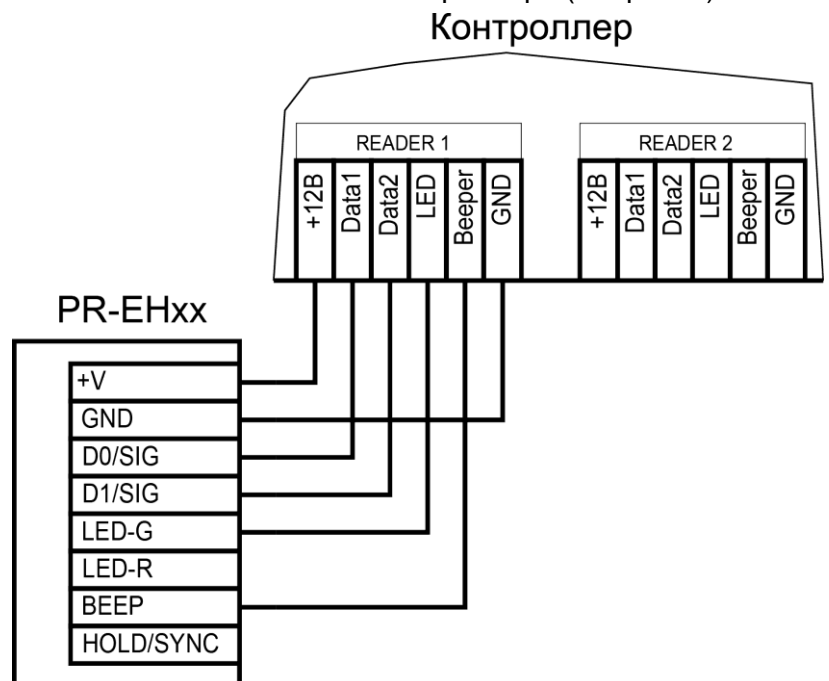 Контроллер
READER 1
READER 2
+12В
Data1
Data2
LED
Beeper
GND
+12В
Data1
Data2
LED
Beeper
GND
PR-EHxx
+V
GND
D0/SIG
D1/SIG
LED-G
LED-R
BEEP
HOLD/SYNC